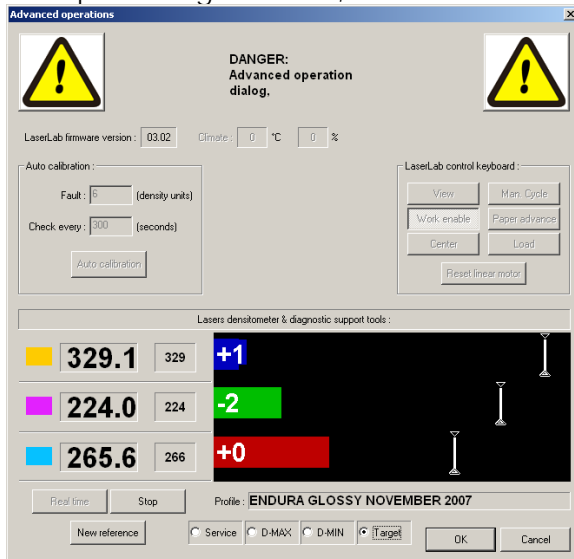 Advanced operations
DANGER:
Advanced operation
dialog,
LaserLab firmware version : 03.02 Climate : 0 °C 0 %
Auto calibration :
Fault : 6 (density units)
Check every : 300 (seconds)
Auto calibration
LaserLab control keyboard :
View Man. Cycle
Work enable Paper advance
Center Load
Reset linear motor
Lasers densitometer & diagnostic support tools :
329.1 329 +1
224.0 224 -2
265.6 266 +0
Real time Stop Profile : ENDURA GLOSSY NOVEMBER 2007
New reference Service D-MAX D-MIN Target OK Cancel